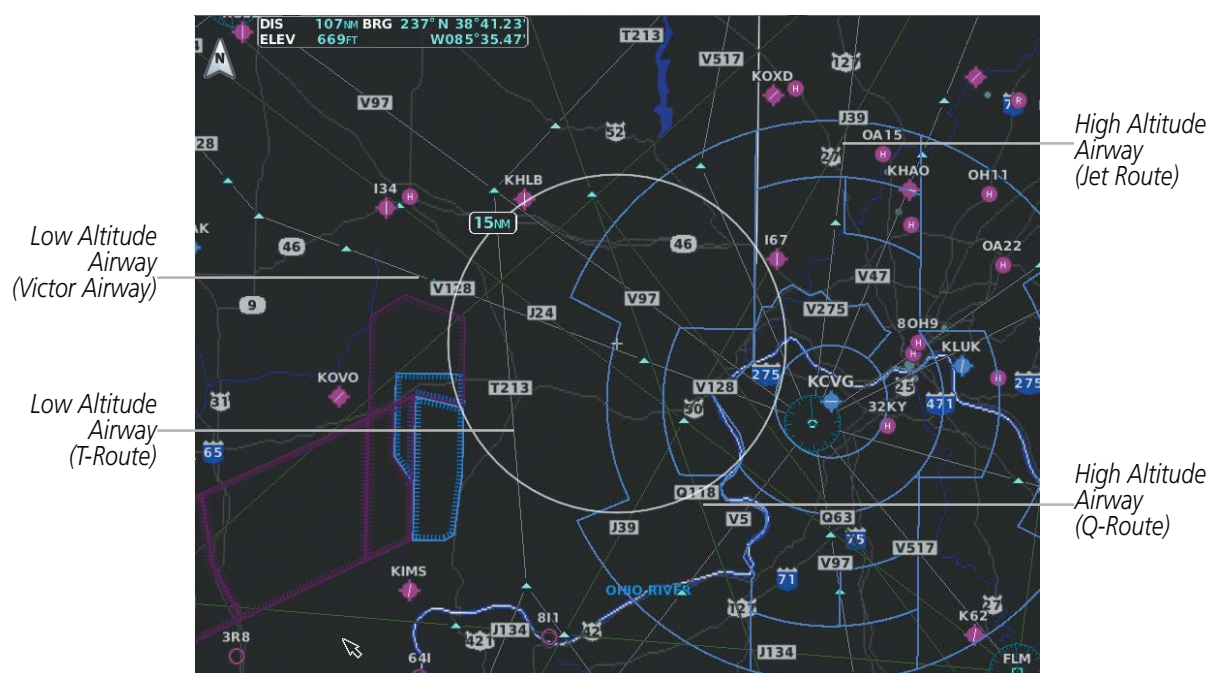 DIS 107NM BRG 237° N 38°41.23'
ELEV 669FT W085°35.47'
N
T213
V517
127
KOXD
H
V97
R
J39
52
OA15
High Altitude
Airway
(Jet Route)
28
27
H
KHAO
OH11
I34
H
KHLB
H
15NM
H
Low Altitude
Airway
(Victor Airway)
46
46
I67
OA22
H
V47
V128
V97
9
J24
V275
8OH9
H
H
KLUK
KOVO
T213
V128
275
KCVG
25
H
275
31
50
32KY
471
Low Altitude
Airway
(T-Route)
H
65
Q118
High Altitude
Airway
(Q-Route)
J39
V5
Q63
75
V517
V97
KIMS
71
OHIO RIVER
121
27
8I1
K62
J134
42
421
3R8
64I
J134
FLM